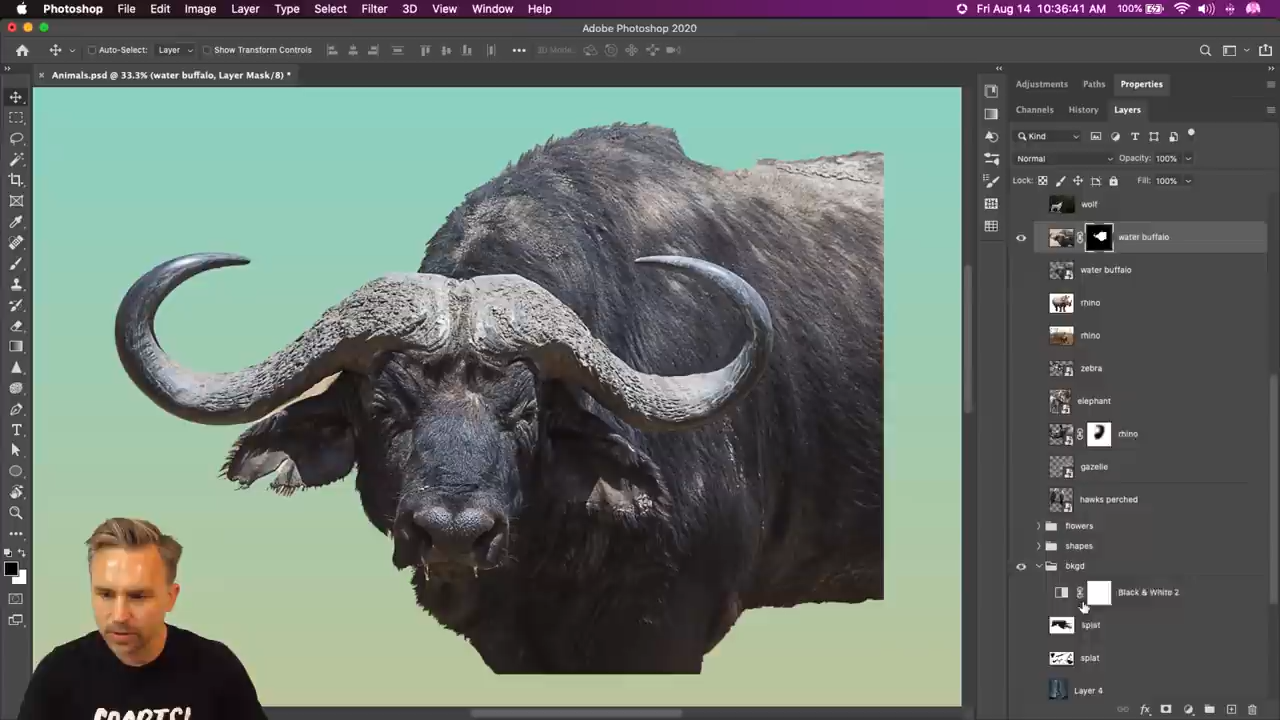 Photoshop File Edit Image Layer Type Select Filter 3D View Window Help 100% Fri Aug 14 10:36:41 AM
Adobe Photoshop 2020
Auto-Select: Layer Show Transform Controls 3D Mode:
Animals.psd @ 33.3% (water buffalo, Layer Mask/8) *
Adjustments Paths Properties
Channels History Layers
Kind
Normal Opacity: 100%
Lock: Fill: 100%
wolf
water buffalo
water buffalo
rhino
rhino
zebra
elephant
rhino
gazelle
hawks perched
flowers
shapes
bkgd
Black & White 2
splat
splat
Layer 4